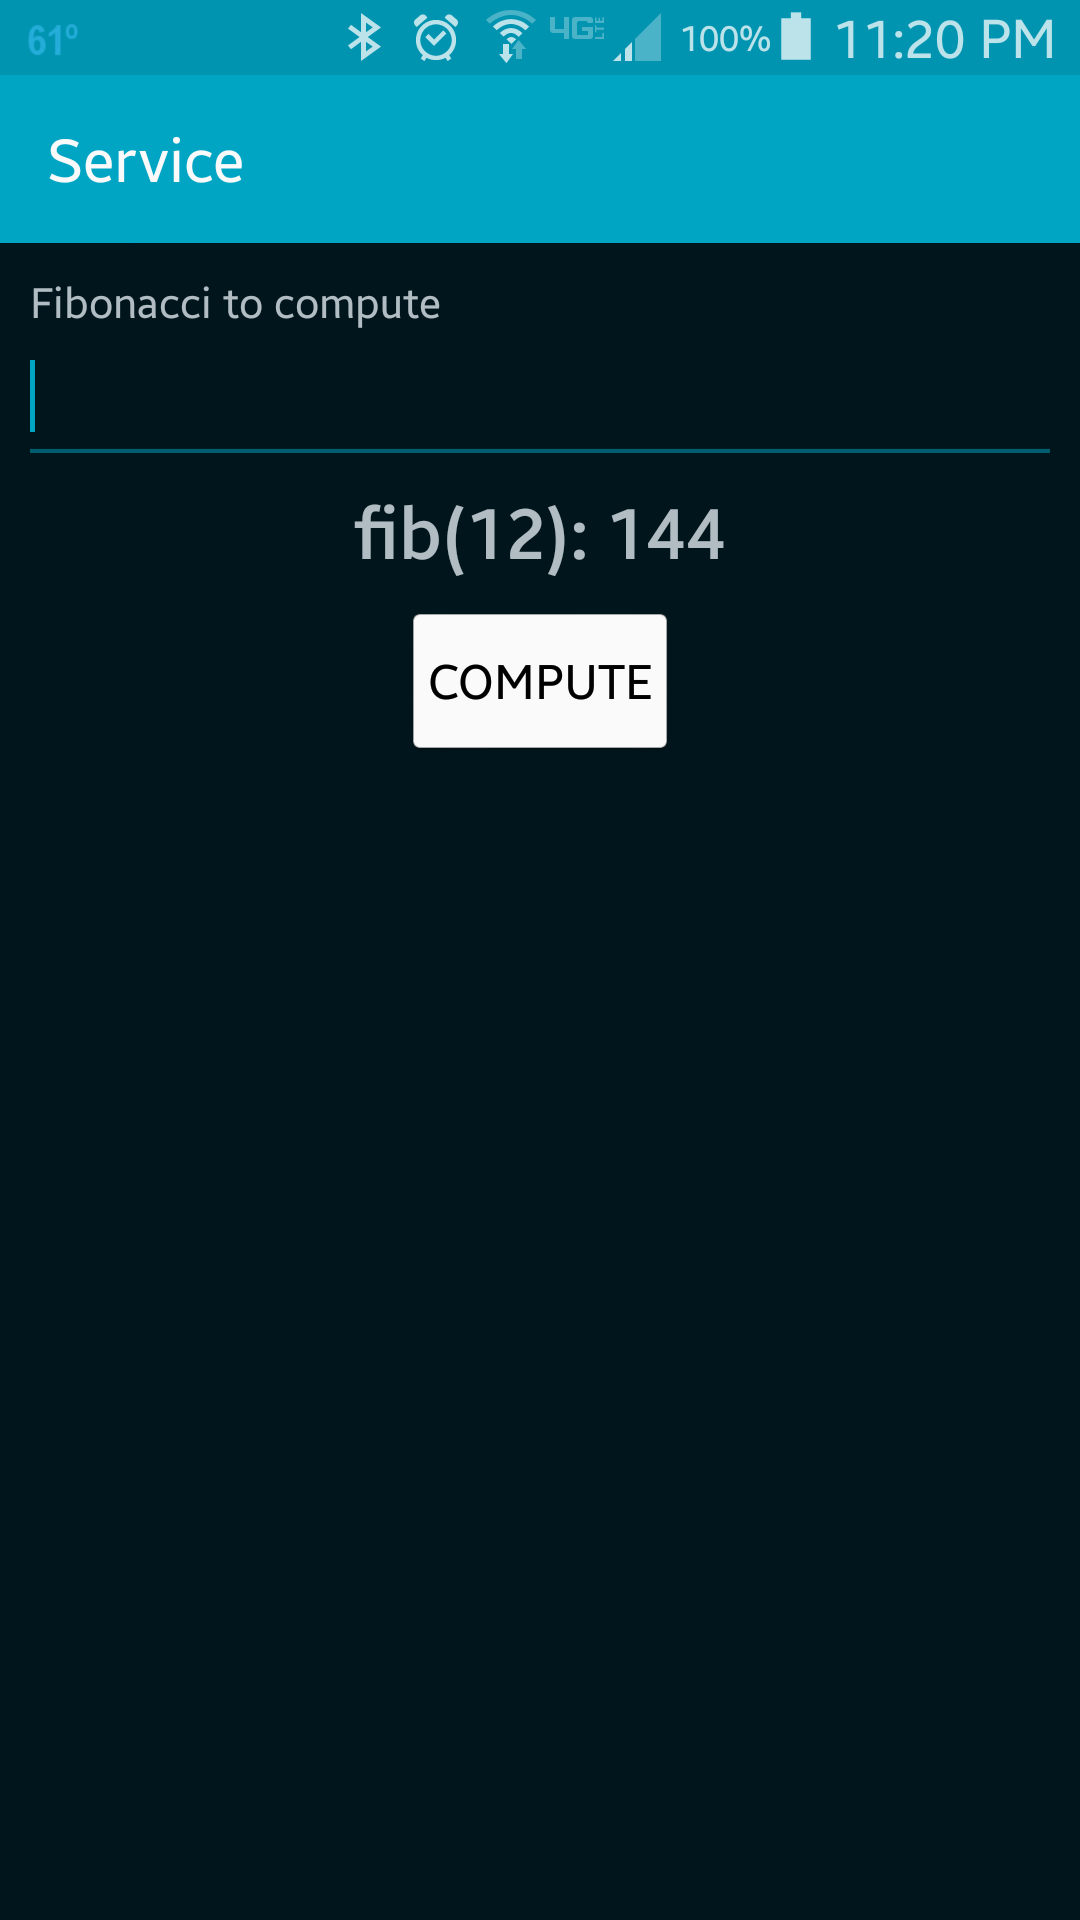 61° 4G LTE 100% 11:20 PM
Service
Fibonacci to compute
fib(12): 144
COMPUTE